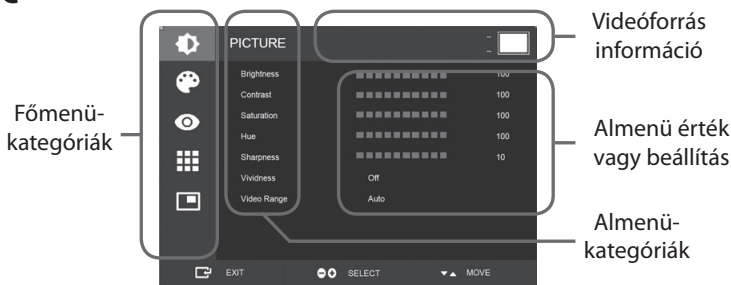 Videóforrás
információ
PICTURE
Brightness 100
Contrast 100
Saturation 100
Hue 100
Sharpness 10
Vividness Off
Video Range Auto
EXIT SELECT MOVE
Főmenü-
kategóriák
Almenü érték
vagy beállítás
Almenü-
kategóriák